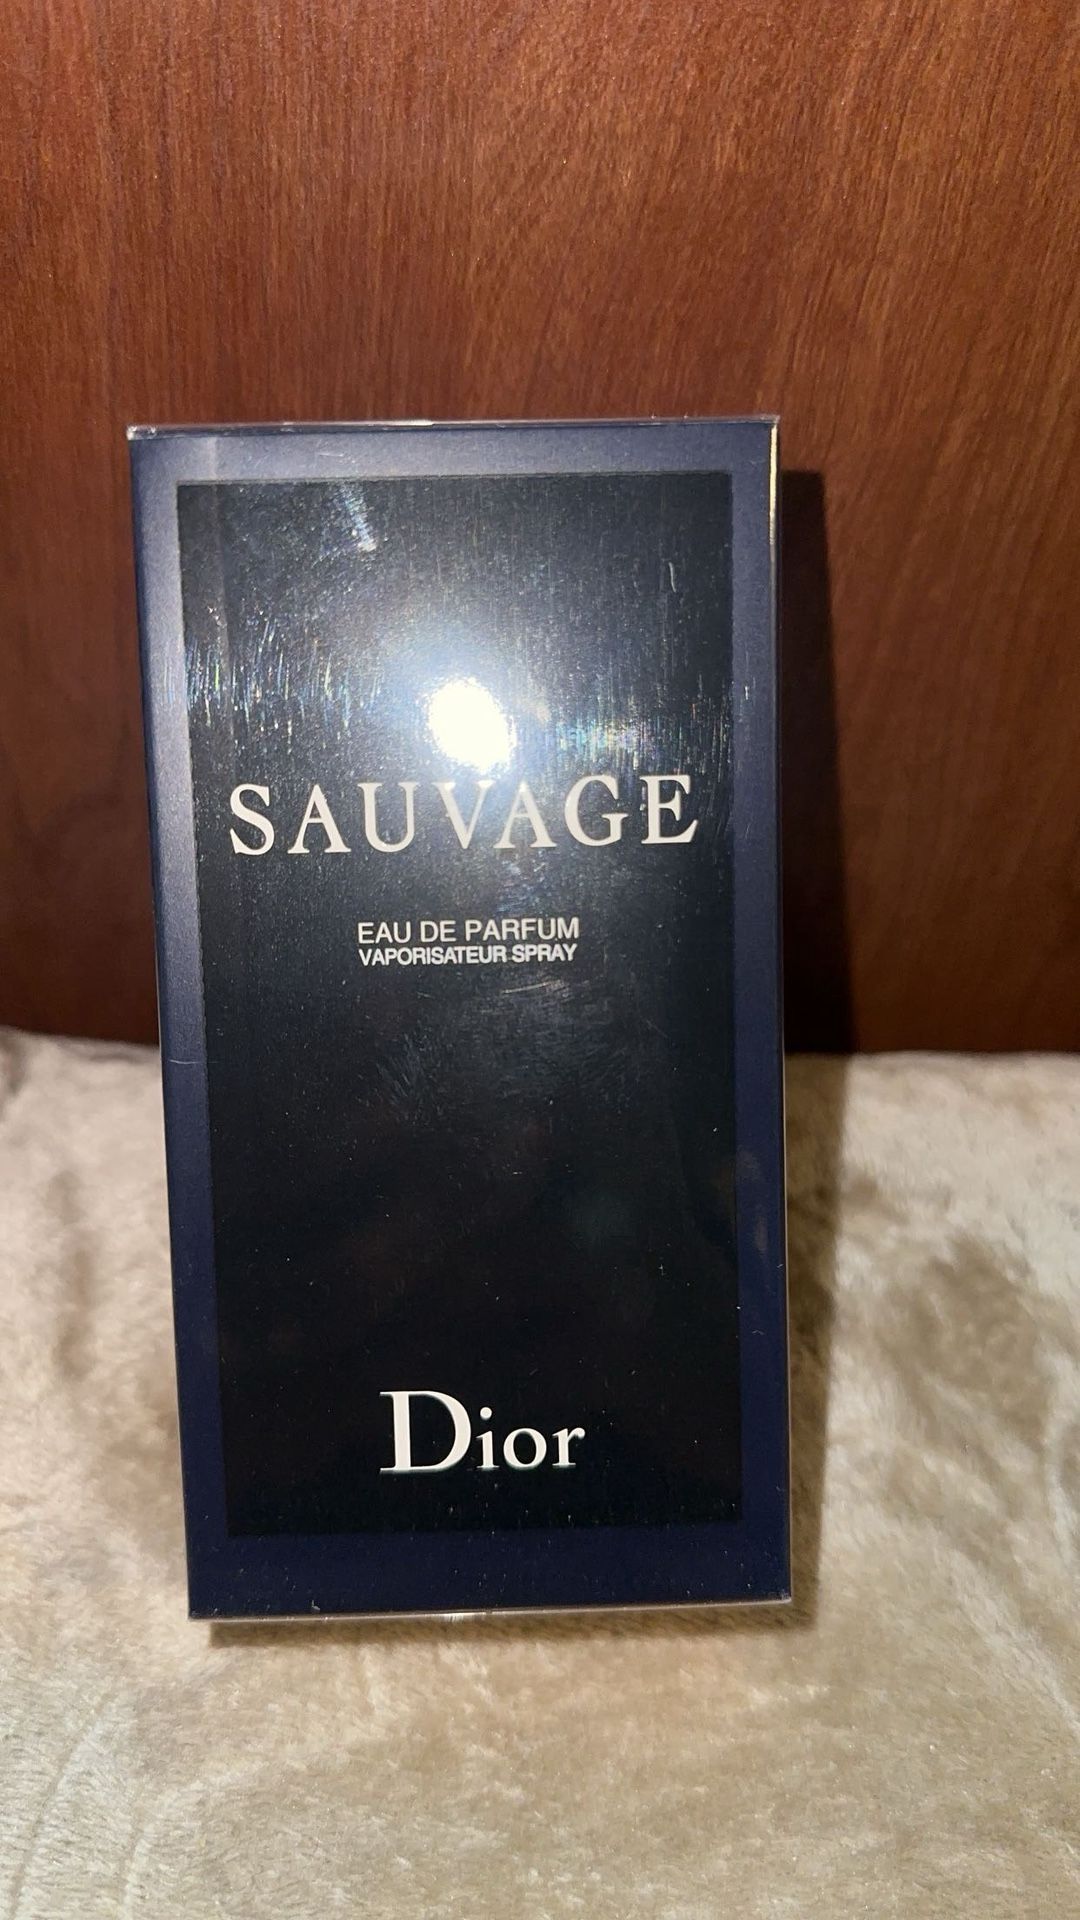 SAUVAGE
EAU DE PARFUM
VAPORISATEUR SPRAY
Dior